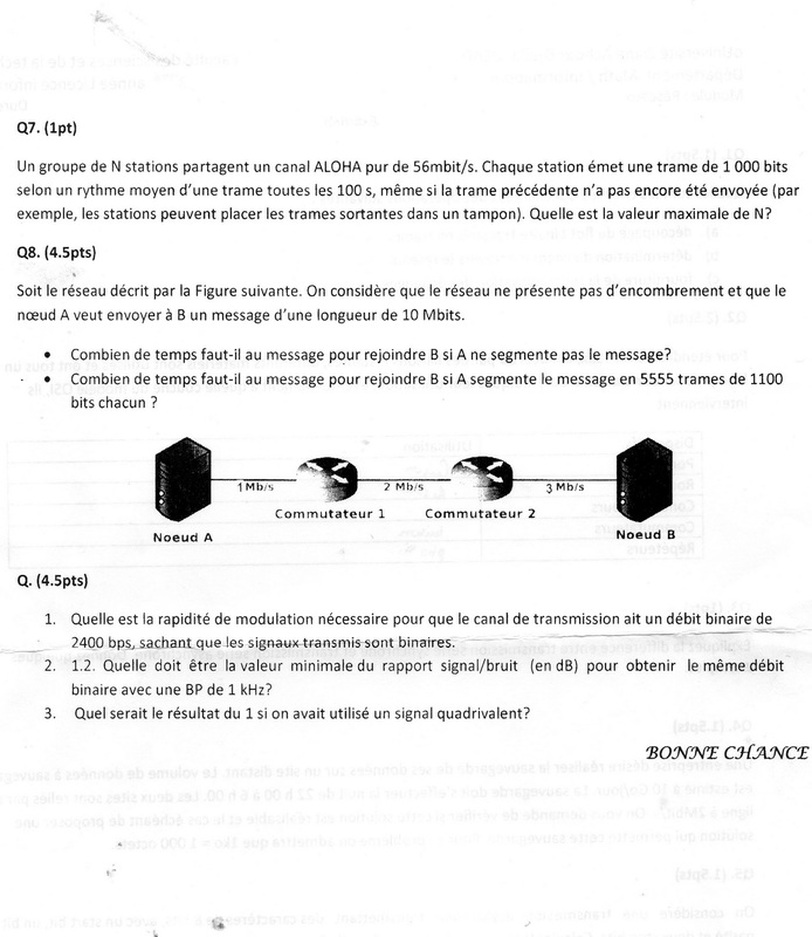 Q7. (1pt)
Un groupe de N stations partagent un canal ALOHA pur de 56mbit/s. Chaque station émet une trame de 1 000 bits
selon un rythme moyen d'une trame toutes les 100 s, même si la trame précédente n'a pas encore été envoyée (par
exemple, les stations peuvent placer les trames sortantes dans un tampon). Quelle est la valeur maximale de N?
Q8. (4.5pts)
Soit le réseau décrit par la Figure suivante. On considère que le réseau ne présente pas d'encombrement et que le
nœud A veut envoyer à B un message d'une longueur de 10 Mbits.
• Combien de temps faut-il au message pour rejoindre B si A ne segmente pas le message?
• Combien de temps faut-il au message pour rejoindre B si A segmente le message en 5555 trames de 1100
bits chacun ?
1 Mb/s 2 Mb/s 3 Mb/s
Commutateur 1 Commutateur 2
Noeud A Noeud B
Q. (4.5pts)
1. Quelle est la rapidité de modulation nécessaire pour que le canal de transmission ait un débit binaire de
2400 bps, sachant que les signaux transmis sont binaires.
2. 1.2. Quelle doit être la valeur minimale du rapport signal/bruit (en dB) pour obtenir le même débit
binaire avec une BP de 1 kHz?
3. Quel serait le résultat du 1 si on avait utilisé un signal quadrivalent?
BONNE CHANCE